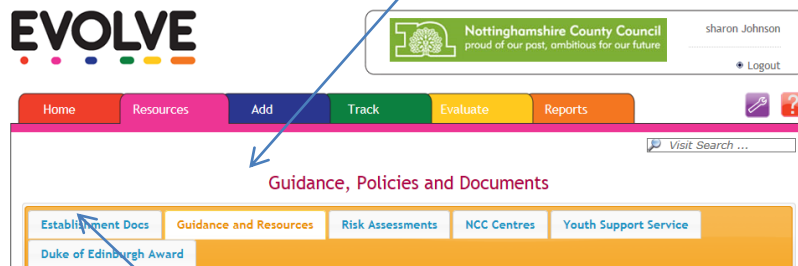 EVOLVE
Nottinghamshire County Council
proud of our past, ambitious for our future
sharon Johnson
Logout
Home Resources Add Track Evaluate Reports
?
Visit Search ...
Guidance, Policies and Documents
Establishment Docs Guidance and Resources Risk Assessments NCC Centres Youth Support Service
Duke of Edinburgh Award